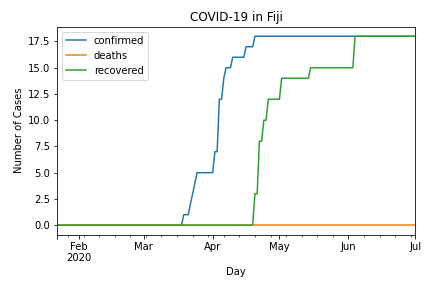 COVID-19 in Fiji
confirmed
deaths
recovered
Number of Cases
17.5
15.0
12.5
10.0
7.5
5.0
2.5
0.0
Feb
2020
Mar
Apr
May
Jun
Jul
Day